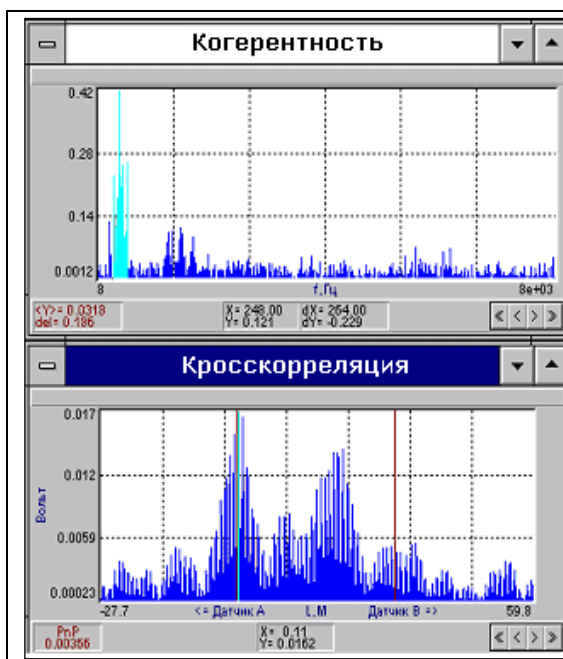 Когерентность
0.42
0.28
0.14
0.0012
8 f,Гц 8e+03
<Y>= 0.0318 X= 248.00 dX= 264.00
del= 0.186 Y= 0.121 dY= -0.229
Кросскорреляция
0.017
0.012
0.0059
0.00023
Вольт
-27.7 <= Датчик А L,М Датчик В => 59.8
РпР X= 0.11
0.00356 Y= 0.0162